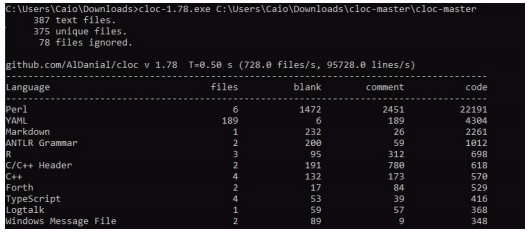 C:\Users\Caio\Downloads>cloc-1.78.exe C:\Users\Caio\Downloads\cloc-master\cloc-master
387 text files.
375 unique files.
78 files ignored.
github.com/AlDanial/cloc v 1.78 T=0.50 s (728.0 files/s, 95728.0 lines/s)
-------------------------------------------------------------------------------
Language files blank comment code
-------------------------------------------------------------------------------
Perl 6 1472 2451 22191
YAML 189 6 189 4304
Markdown 1 232 26 2261
ANTLR Grammar 2 200 59 1012
R 3 95 312 698
C/C++ Header 2 191 780 618
C++ 4 132 173 570
Forth 2 17 84 529
TypeScript 4 53 39 416
Logtalk 1 59 57 368
Windows Message File 2 89 9 348